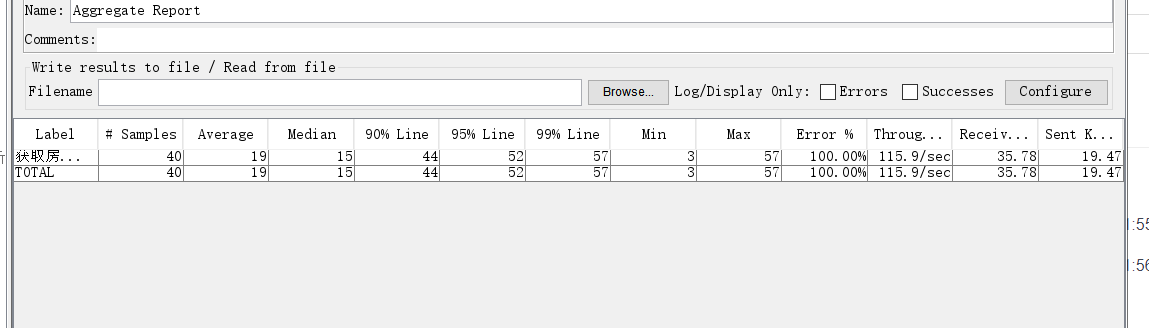 Name: Aggregate Report
Comments:
Write results to file / Read from file
Filename Browse... Log/Display Only: Errors Successes Configure
Label # Samples Average Median 90% Line 95% Line 99% Line Min Max Error % Throug... Receiv... Sent K...
获取房... 40 19 15 44 52 57 3 57 100.00% 115.9/sec 35.78 19.47
TOTAL 40 19 15 44 52 57 3 57 100.00% 115.9/sec 35.78 19.47
:55
:56